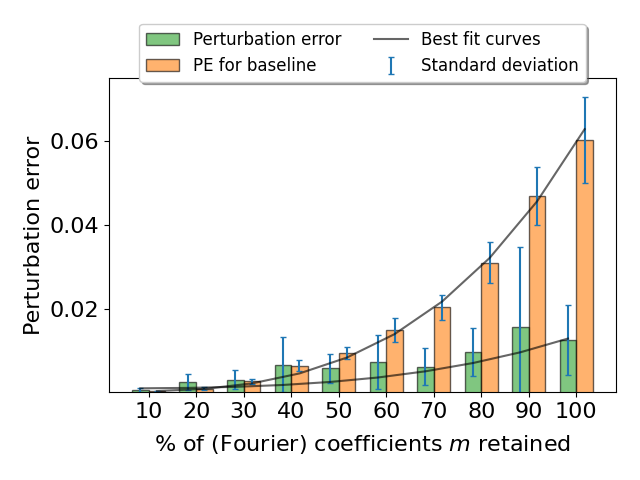 Perturbation error
PE for baseline
Best fit curves
Standard deviation
Perturbation error
0.06
0.04
0.02
10 20 30 40 50 60 70 80 90 100
% of (Fourier) coefficients m retained